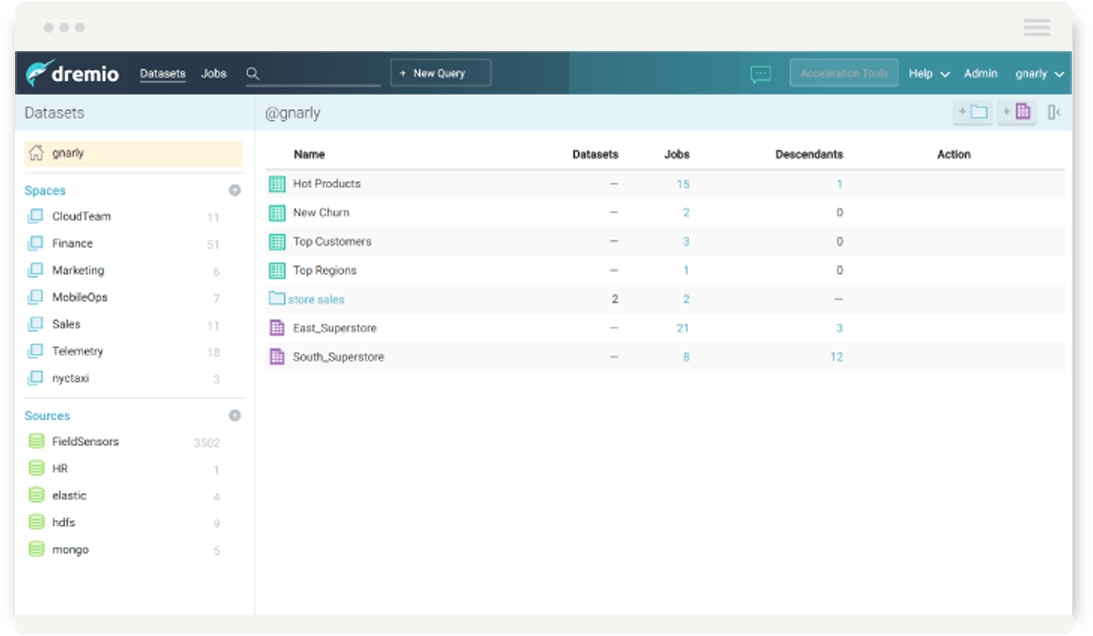 dremio Datasets Jobs + New Query Acceleration Tools Help Admin gnarly
Datasets
@gnarly
+ +
gnarly
Spaces
CloudTeam 11
Finance 51
Marketing 6
MobileOps 7
Sales 11
Telemetry 18
nyctaxi 3
Sources
FieldSensors 3502
HR 1
elastic 4
hdfs 9
mongo 5
Name Datasets Jobs Descendants Action
Hot Products – 15 1
New Churn – 2 0
Top Customers – 3 0
Top Regions – 1 0
store sales 2 2 –
East_Superstore – 21 3
South_Superstore – 8 12